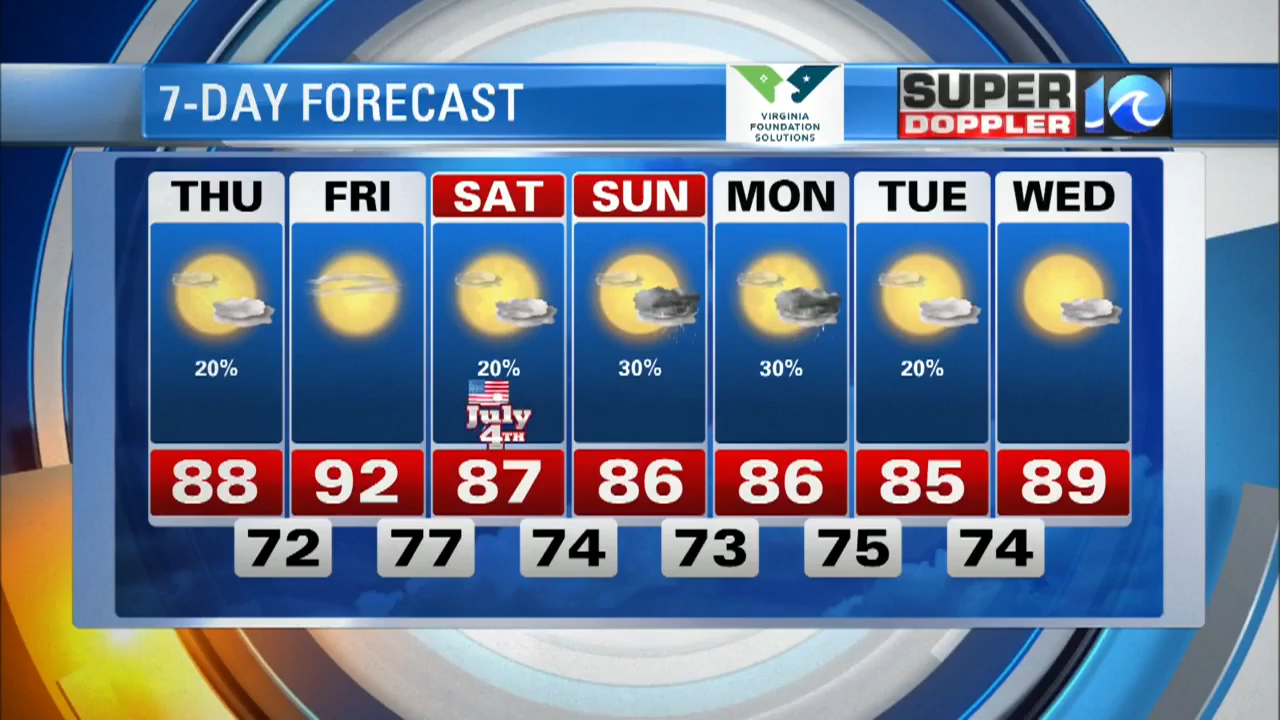 7-DAY FORECAST
VIRGINIA
FOUNDATION
SOLUTIONS
SUPER
DOPPLER
10
THU FRI SAT SUN MON TUE WED
20% 20% 30% 30% 20%
July
4TH
88 92 87 86 86 85 89
72 77 74 73 75 74